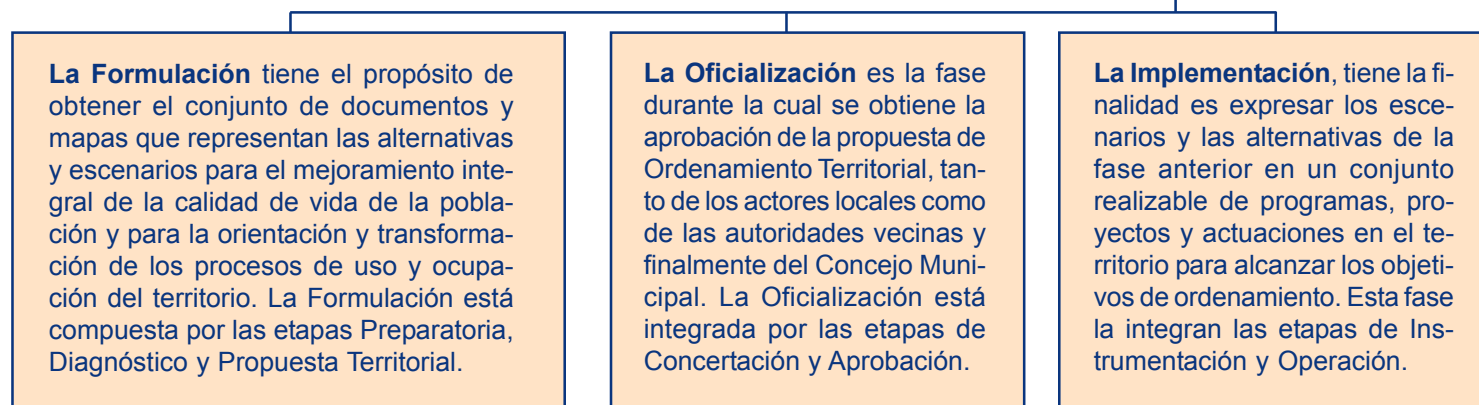 La Formulación tiene el propósito de
obtener el conjunto de documentos y
mapas que representan las alternativas
y escenarios para el mejoramiento inte-
gral de la calidad de vida de la pobla-
ción y para la orientación y transforma-
ción de los procesos de uso y ocupa-
ción del territorio. La Formulación está
compuesta por las etapas Preparatoria,
Diagnóstico y Propuesta Territorial.
La Oficialización es la fase
durante la cual se obtiene la
aprobación de la propuesta de
Ordenamiento Territorial, tan-
to de los actores locales como
de las autoridades vecinas y
finalmente del Concejo Muni-
cipal. La Oficialización está
integrada por las etapas de
Concertación y Aprobación.
La Implementación, tiene la fi-
nalidad es expresar los esce-
narios y las alternativas de la
fase anterior en un conjunto
realizable de programas, pro-
yectos y actuaciones en el te-
rritorio para alcanzar los objeti-
vos de ordenamiento. Esta fase
la integran las etapas de Ins-
trumentación y Operación.